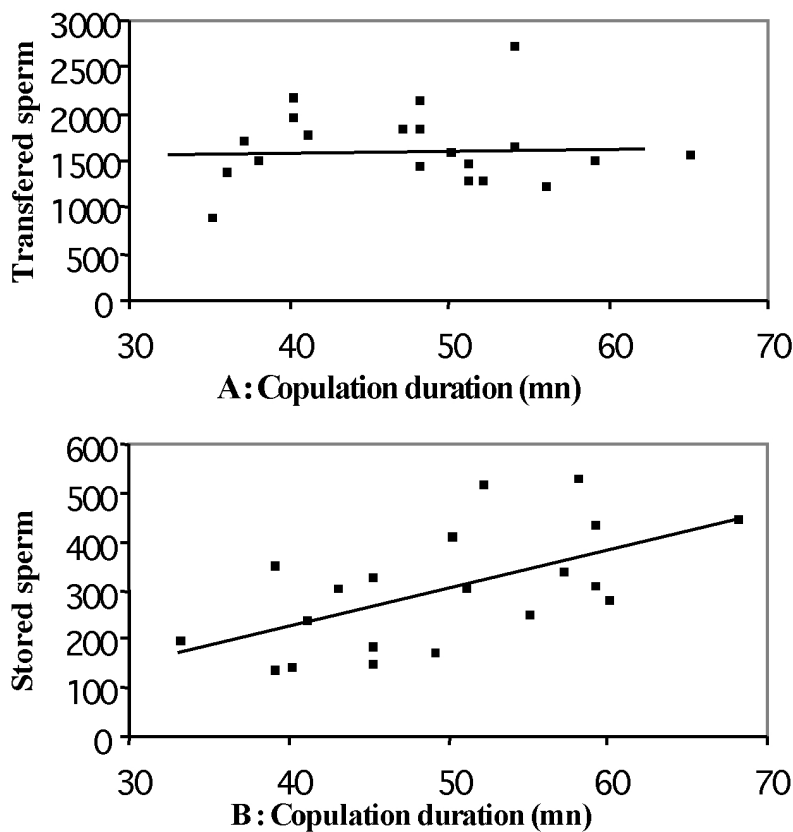 3000
2500
2000
1500
1000
500
0
Transfered sperm
30 40 50 60 70
A : Copulation duration (mn)
600
500
400
300
200
100
0
Stored sperm
30 40 50 60 70
B : Copulation duration (mn)